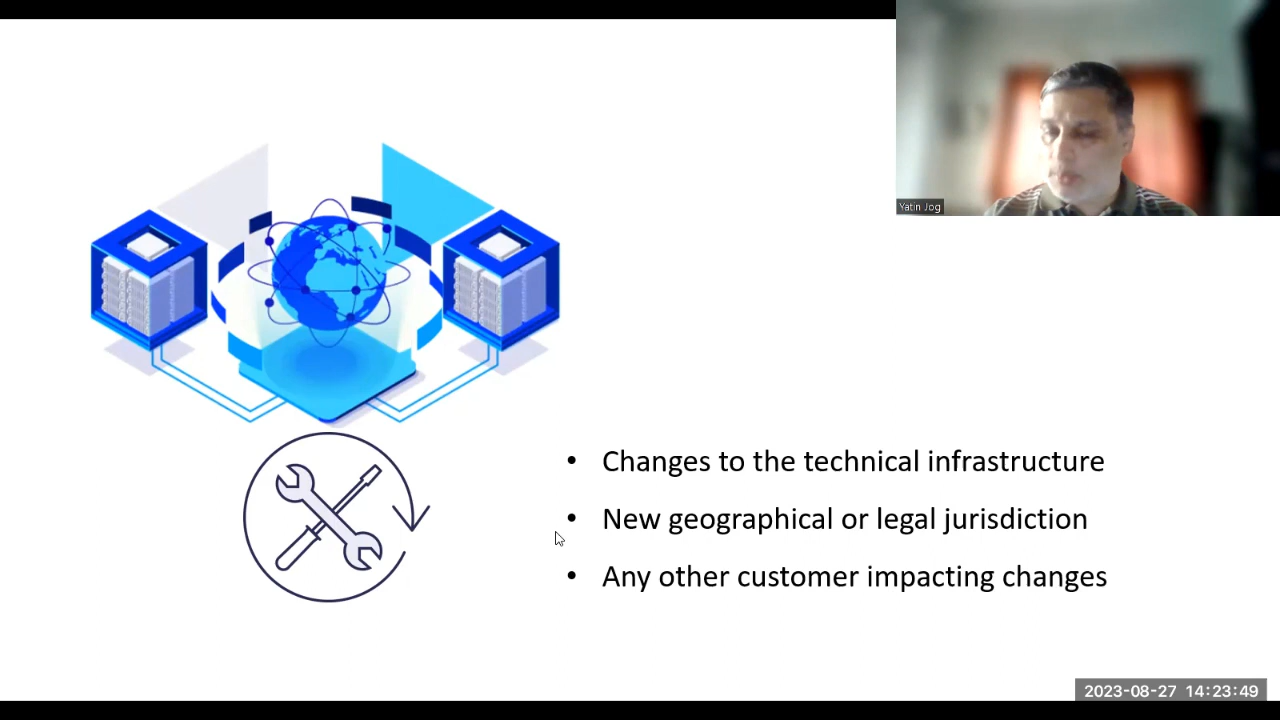 Yatin Jog
• Changes to the technical infrastructure
• New geographical or legal jurisdiction
• Any other customer impacting changes
2023-08-27 14:23:49